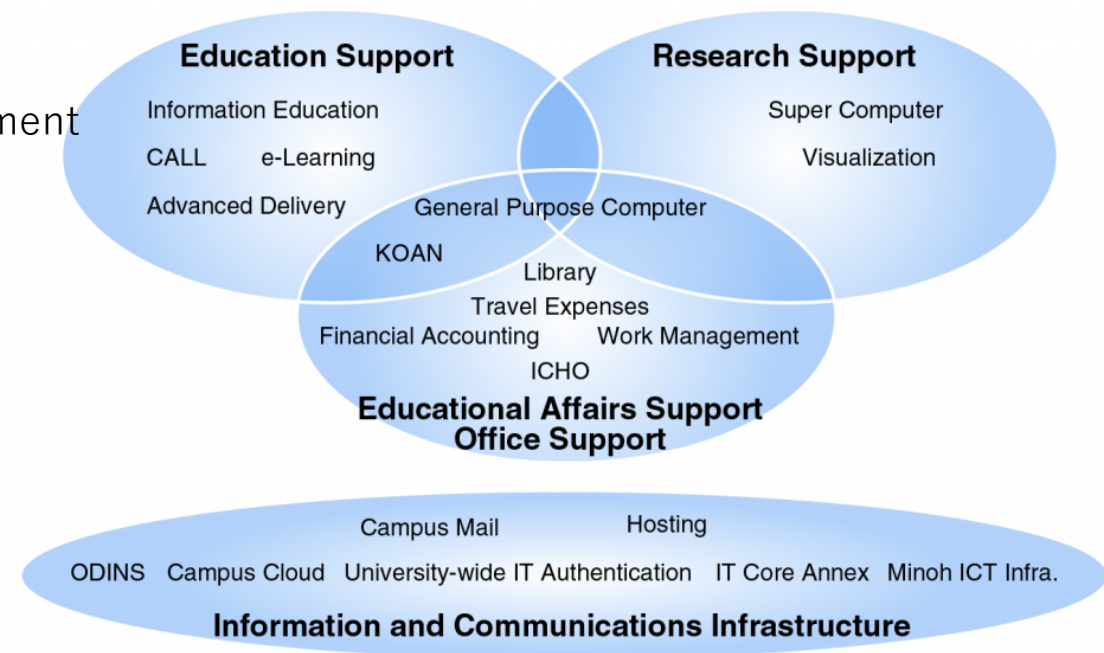 Education Support
Research Support
ment
Information Education
Super Computer
CALL e-Learning
Visualization
Advanced Delivery
General Purpose Computer
KOAN
Library
Travel Expenses
Financial Accounting Work Management
ICHO
Educational Affairs Support
Office Support
Campus Mail Hosting
ODINS Campus Cloud University-wide IT Authentication IT Core Annex Minoh ICT Infra.
Information and Communications Infrastructure